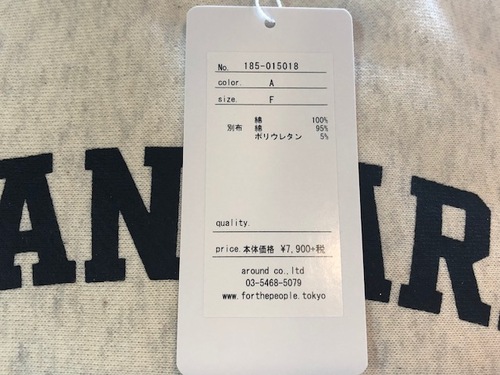 No. 185-015018
color. A
size. F
綿 100%
別布 綿 95%
ポリウレタン 5%
quality.
price. 本体価格 ¥7,900+税
around co.,ltd
03-5468-5079
www.forthepeople.tokyo
AN AR